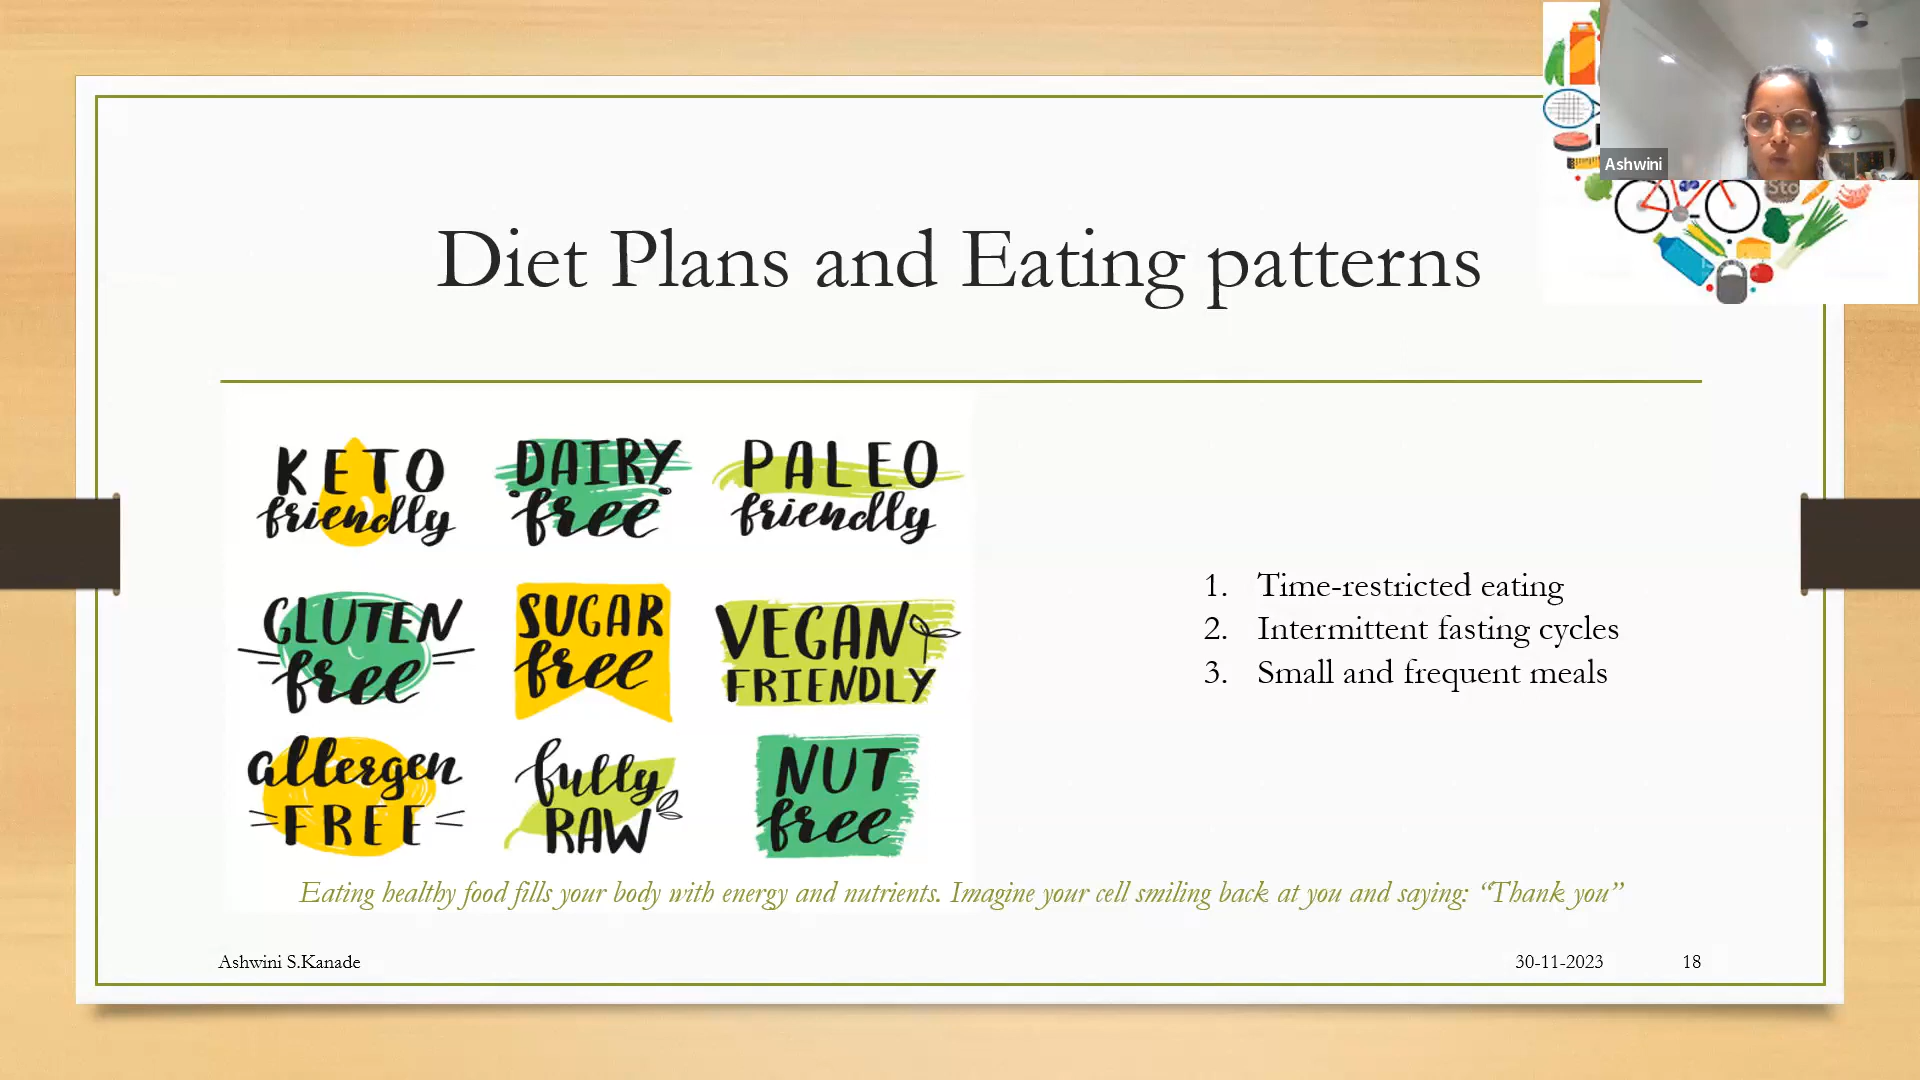 Ashwini
Sto
Diet Plans and Eating patterns
KETO
friendly
DAIRY
free
PALEO
friendly
GLUTEN
free
SUGAR
free
VEGAN
FRIENDLY
allergen
FREE
fully
RAW
NUT
free
1. Time-restricted eating
2. Intermittent fasting cycles
3. Small and frequent meals
Eating healthy food fills your body with energy and nutrients. Imagine your cell smiling back at you and saying: “Thank you”
Ashwini S.Kanade
30-11-2023
18